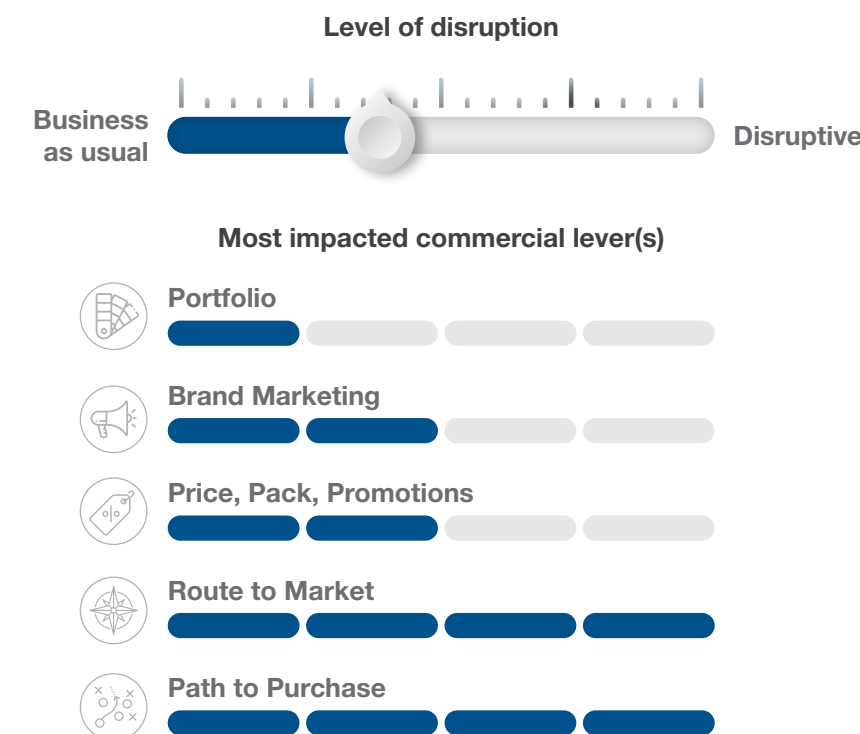 Level of disruption
Business
as usual
Disruptive
Most impacted commercial lever(s)
Portfolio
Brand Marketing
Price, Pack, Promotions
Route to Market
Path to Purchase